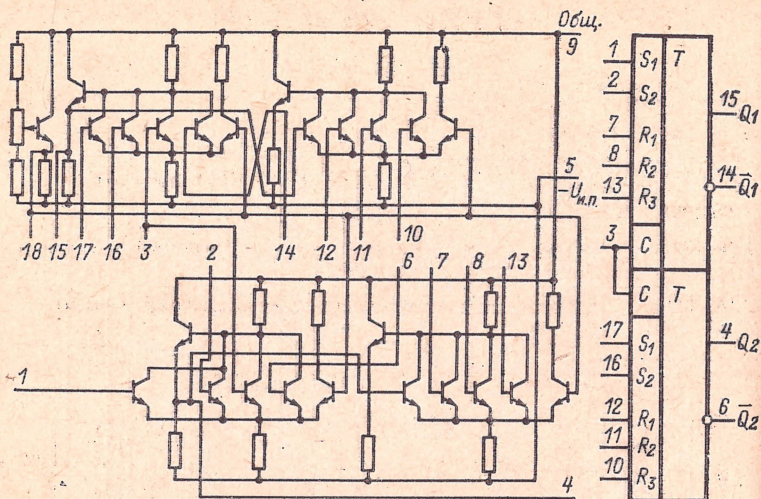 Общ.
9
5
-Uи.п.
18 15 17 16 3 14 12 11 10
2 6 7 8 13
1
4
1 S1 T
2 S2
15 Q1
7 R1
8 R2
14 Q̅1
13 R3
3 C
C T
17 S1
4 Q2
16 S2
12 R1
6 Q̅2
11 R2
10 R3